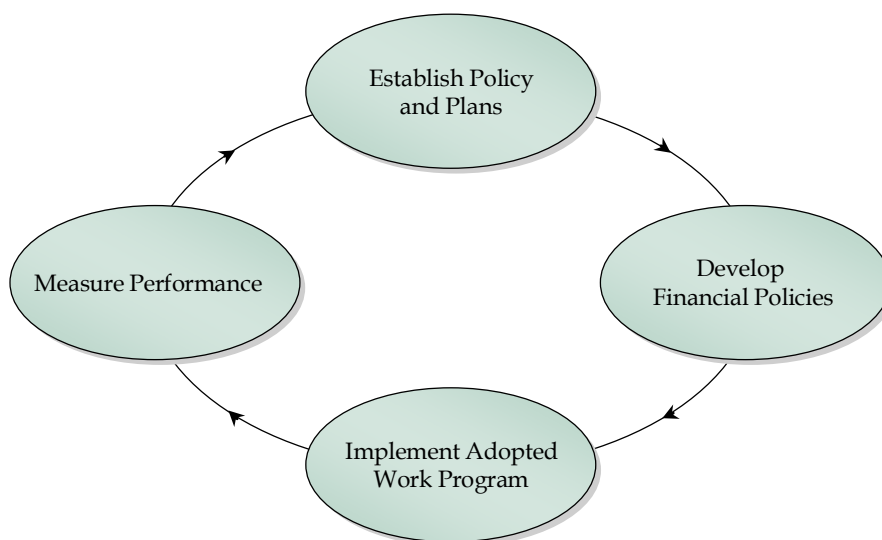 Establish Policy
and Plans
Measure Performance
Develop
Financial Policies
Implement Adopted
Work Program